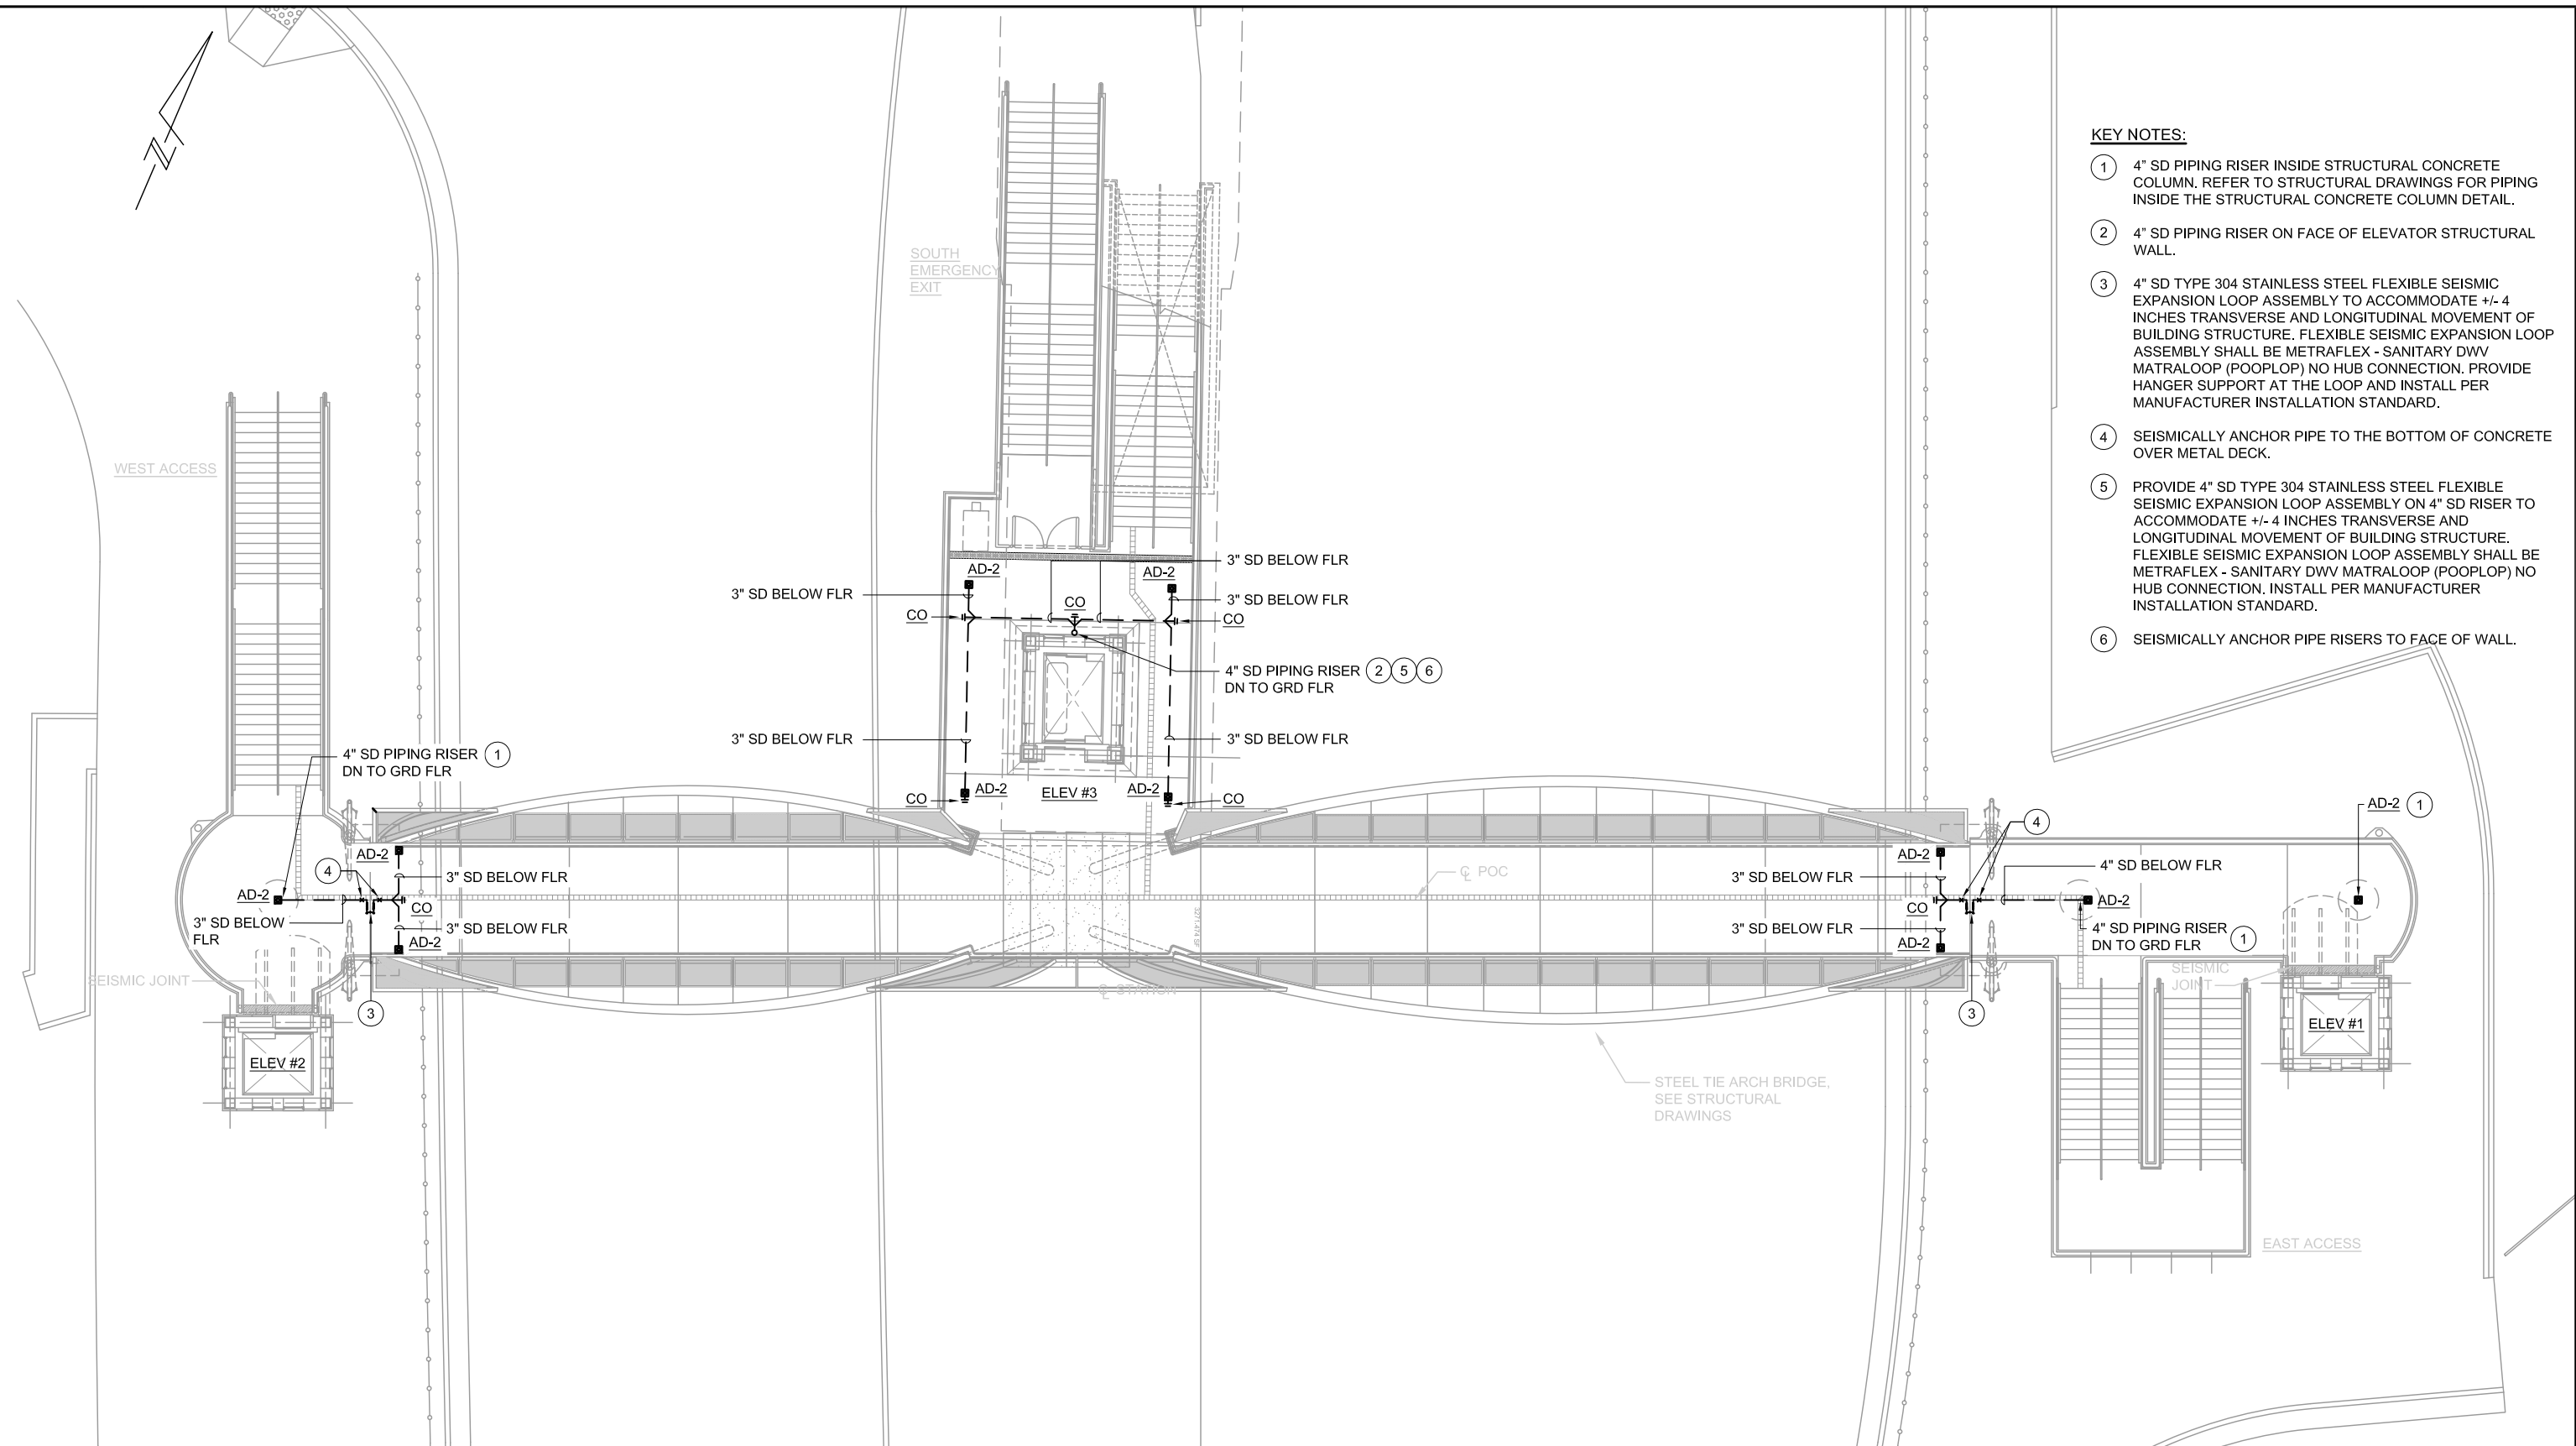 KEY NOTES:
1 4" SD PIPING RISER INSIDE STRUCTURAL CONCRETE
COLUMN. REFER TO STRUCTURAL DRAWINGS FOR PIPING
INSIDE THE STRUCTURAL CONCRETE COLUMN DETAIL.
2 4" SD PIPING RISER ON FACE OF ELEVATOR STRUCTURAL
WALL.
3 4" SD TYPE 304 STAINLESS STEEL FLEXIBLE SEISMIC
EXPANSION LOOP ASSEMBLY TO ACCOMMODATE +/- 4
INCHES TRANSVERSE AND LONGITUDINAL MOVEMENT OF
BUILDING STRUCTURE. FLEXIBLE SEISMIC EXPANSION LOOP
ASSEMBLY SHALL BE METRAFLEX - SANITARY DWV
MATRALOOP (POOPLOP) NO HUB CONNECTION. PROVIDE
HANGER SUPPORT AT THE LOOP AND INSTALL PER
MANUFACTURER INSTALLATION STANDARD.
4 SEISMICALLY ANCHOR PIPE TO THE BOTTOM OF CONCRETE
OVER METAL DECK.
5 PROVIDE 4" SD TYPE 304 STAINLESS STEEL FLEXIBLE
SEISMIC EXPANSION LOOP ASSEMBLY ON 4" SD RISER TO
ACCOMMODATE +/- 4 INCHES TRANSVERSE AND
LONGITUDINAL MOVEMENT OF BUILDING STRUCTURE.
FLEXIBLE SEISMIC EXPANSION LOOP ASSEMBLY SHALL BE
METRAFLEX - SANITARY DWV MATRALOOP (POOPLOP) NO
HUB CONNECTION. INSTALL PER MANUFACTURER
INSTALLATION STANDARD.
6 SEISMICALLY ANCHOR PIPE RISERS TO FACE OF WALL.
SOUTH
EMERGENCY
EXIT
WEST ACCESS
3" SD BELOW FLR
AD-2
AD-2
3" SD BELOW FLR
3" SD BELOW FLR
CO
CO
CO
4" SD PIPING RISER 2 5 6
DN TO GRD FLR
3" SD BELOW FLR
3" SD BELOW FLR
CO
AD-2
ELEV #3
AD-2
CO
4" SD PIPING RISER 1
DN TO GRD FLR
AD-2
4
3" SD BELOW FLR
AD-2
CO
3" SD BELOW
FLR
3" SD BELOW FLR
AD-2
SEISMIC JOINT
3
ELEV #2
POC
STATION
STEEL TIE ARCH BRIDGE,
SEE STRUCTURAL
DRAWINGS
AD-2 1
4
AD-2
4" SD BELOW FLR
3" SD BELOW FLR
CO
AD-2
3" SD BELOW FLR
4" SD PIPING RISER 1
DN TO GRD FLR
AD-2
SEISMIC
JOINT
3
ELEV #1
EAST ACCESS